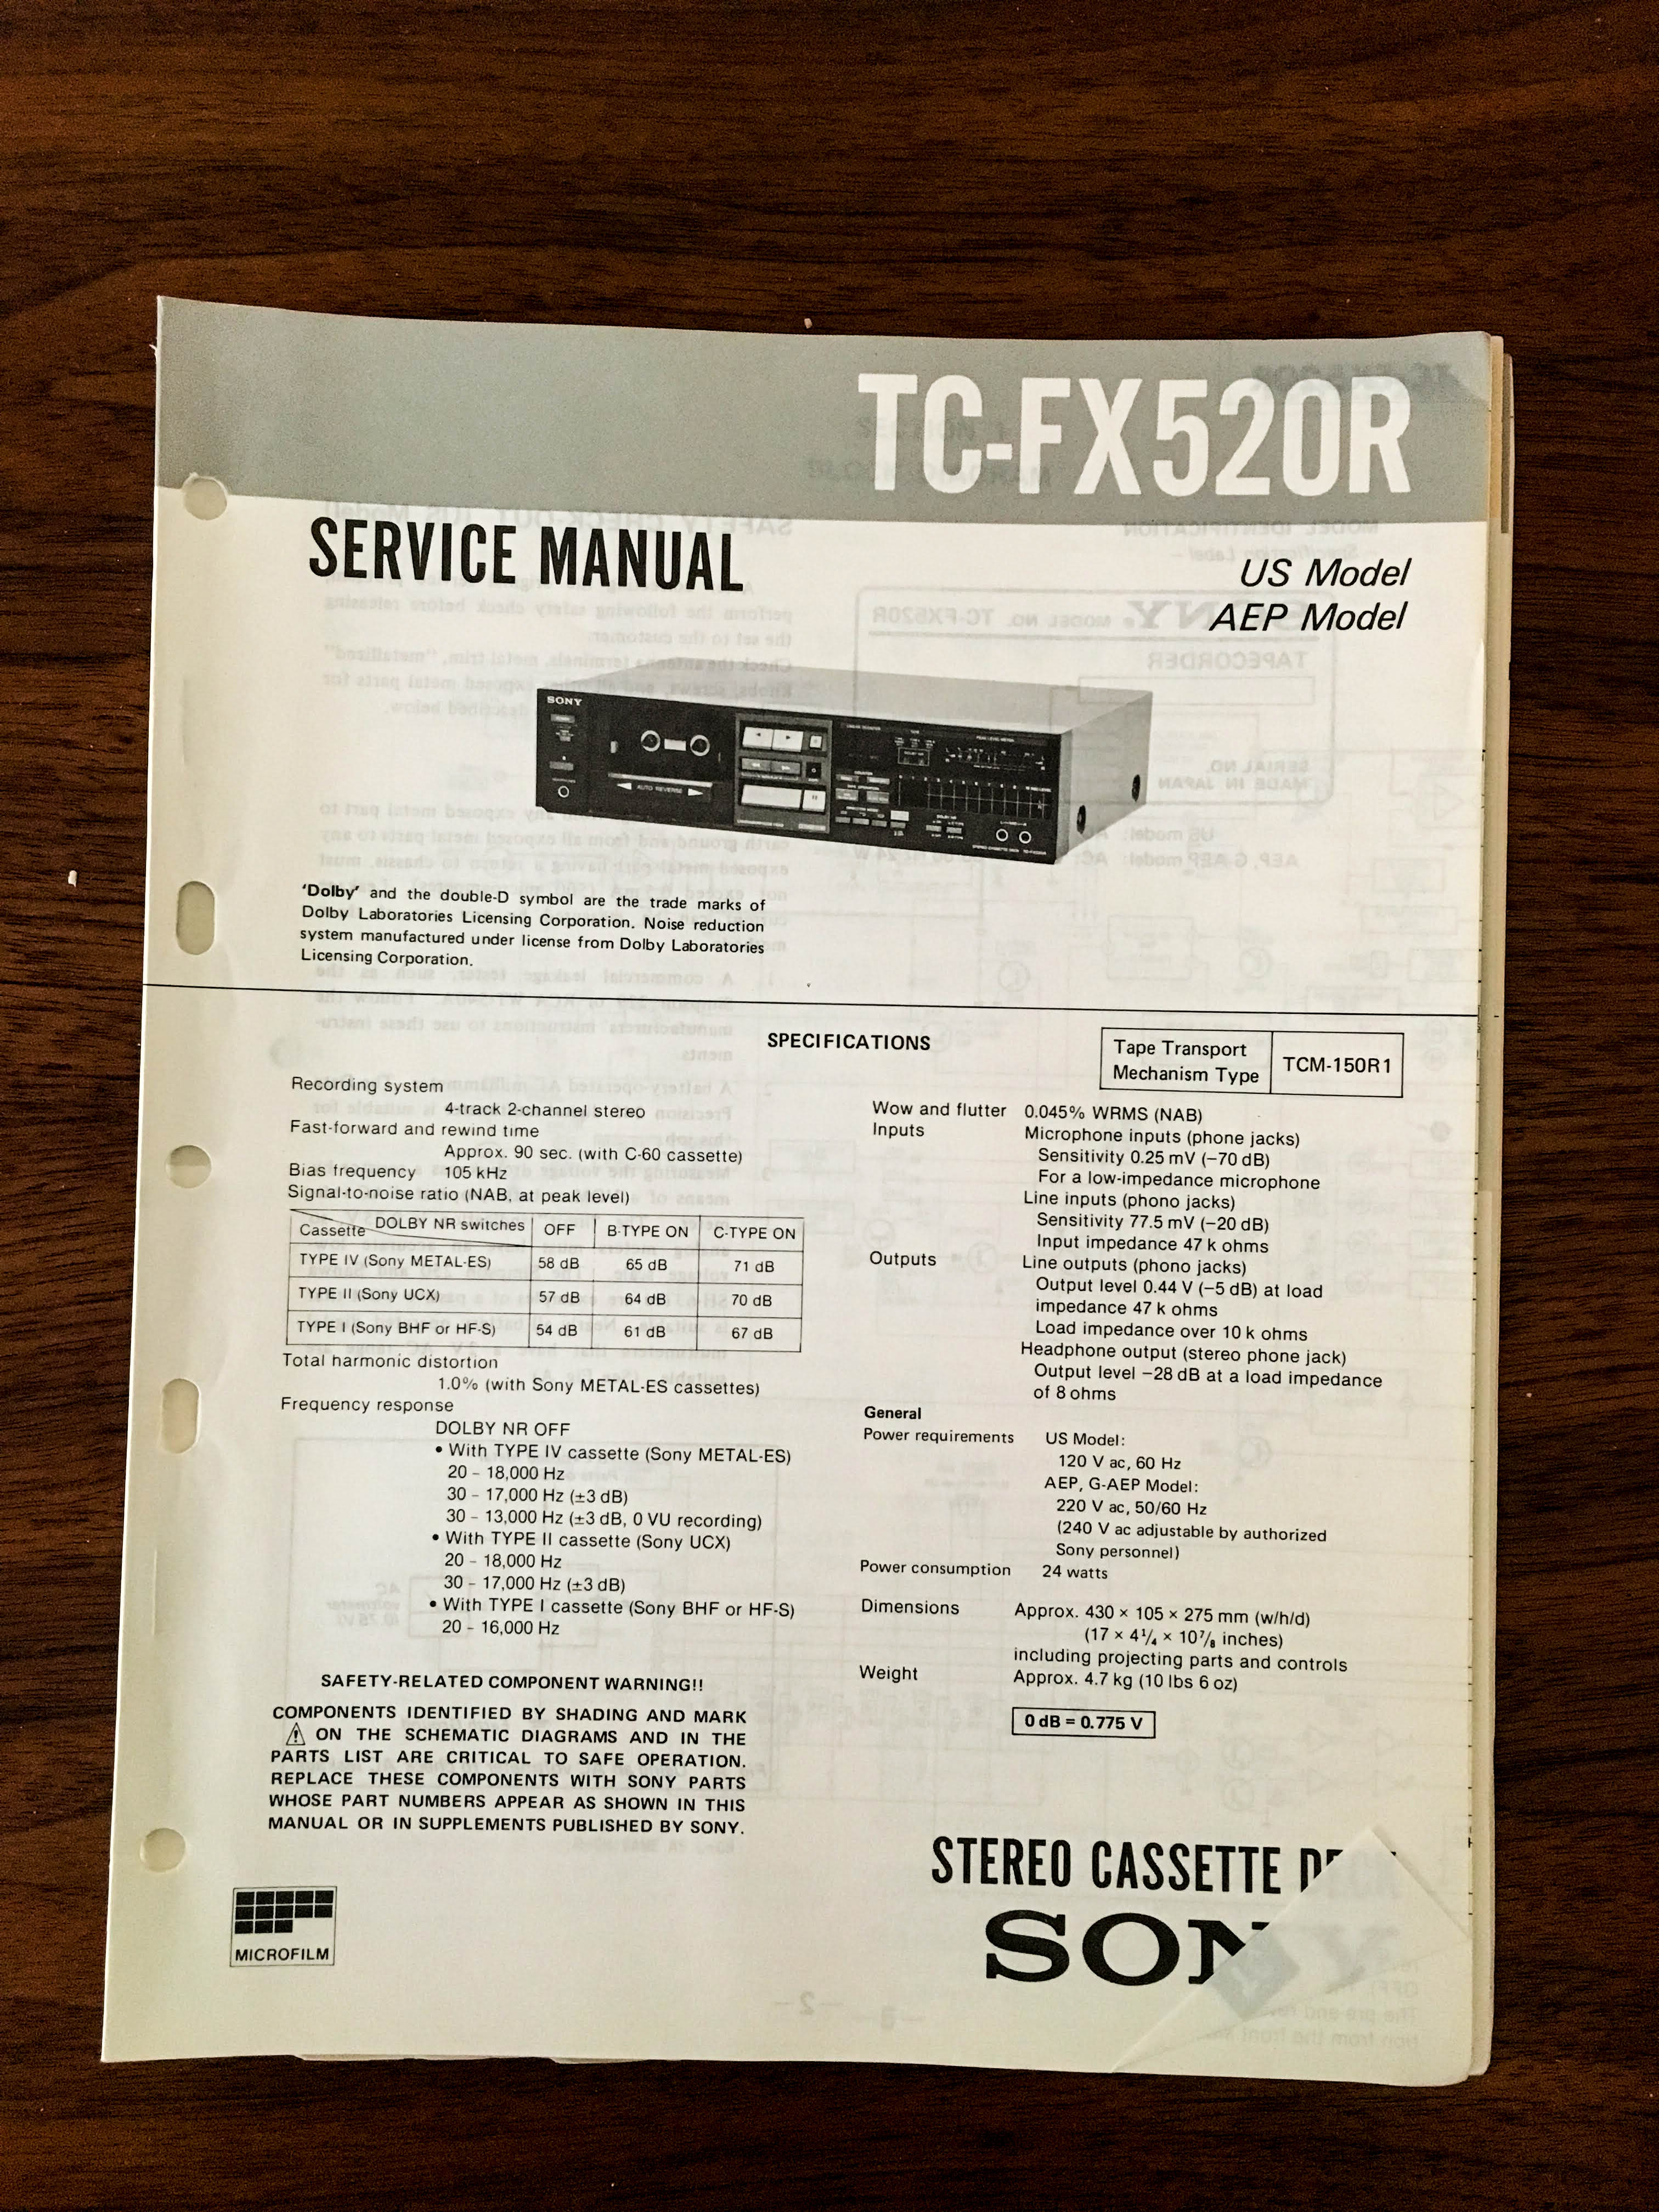 TC-FX520R
SERVICE MANUAL
US Model
AEP Model
SONY
AUTO REVERSE
'Dolby' and the double-D symbol are the trade marks of
Dolby Laboratories Licensing Corporation. Noise reduction
system manufactured under license from Dolby Laboratories
Licensing Corporation.
SPECIFICATIONS
Tape Transport
Mechanism Type
TCM-150R1
Recording system
4-track 2-channel stereo
Fast-forward and rewind time
Approx. 90 sec. (with C-60 cassette)
Bias frequency 105 kHz
Signal-to-noise ratio (NAB, at peak level)
Cassette DOLBY NR switches OFF B-TYPE ON C-TYPE ON
TYPE IV (Sony METAL-ES) 58 dB 65 dB 71 dB
TYPE II (Sony UCX) 57 dB 64 dB 70 dB
TYPE I (Sony BHF or HF-S) 54 dB 61 dB 67 dB
Total harmonic distortion
1.0% (with Sony METAL-ES cassettes)
Frequency response
DOLBY NR OFF
• With TYPE IV cassette (Sony METAL-ES)
20 – 18,000 Hz
30 – 17,000 Hz (±3 dB)
30 – 13,000 Hz (±3 dB, 0 VU recording)
• With TYPE II cassette (Sony UCX)
20 – 18,000 Hz
30 – 17,000 Hz (±3 dB)
• With TYPE I cassette (Sony BHF or HF-S)
20 – 16,000 Hz
SAFETY-RELATED COMPONENT WARNING!!
COMPONENTS IDENTIFIED BY SHADING AND MARK
⚠ ON THE SCHEMATIC DIAGRAMS AND IN THE
PARTS LIST ARE CRITICAL TO SAFE OPERATION.
REPLACE THESE COMPONENTS WITH SONY PARTS
WHOSE PART NUMBERS APPEAR AS SHOWN IN THIS
MANUAL OR IN SUPPLEMENTS PUBLISHED BY SONY.
MICROFILM
Wow and flutter 0.045% WRMS (NAB)
Inputs Microphone inputs (phone jacks)
Sensitivity 0.25 mV (−70 dB)
For a low-impedance microphone
Line inputs (phono jacks)
Sensitivity 77.5 mV (−20 dB)
Input impedance 47 k ohms
Outputs Line outputs (phono jacks)
Output level 0.44 V (−5 dB) at load
impedance 47 k ohms
Load impedance over 10 k ohms
Headphone output (stereo phone jack)
Output level −28 dB at a load impedance
of 8 ohms
General
Power requirements US Model:
120 V ac, 60 Hz
AEP, G-AEP Model:
220 V ac, 50/60 Hz
(240 V ac adjustable by authorized
Sony personnel)
Power consumption 24 watts
Dimensions Approx. 430 × 105 × 275 mm (w/h/d)
(17 × 4 1/4 × 10 7/8 inches)
including projecting parts and controls
Weight Approx. 4.7 kg (10 lbs 6 oz)
0 dB = 0.775 V
STEREO CASSETTE DECK
SON